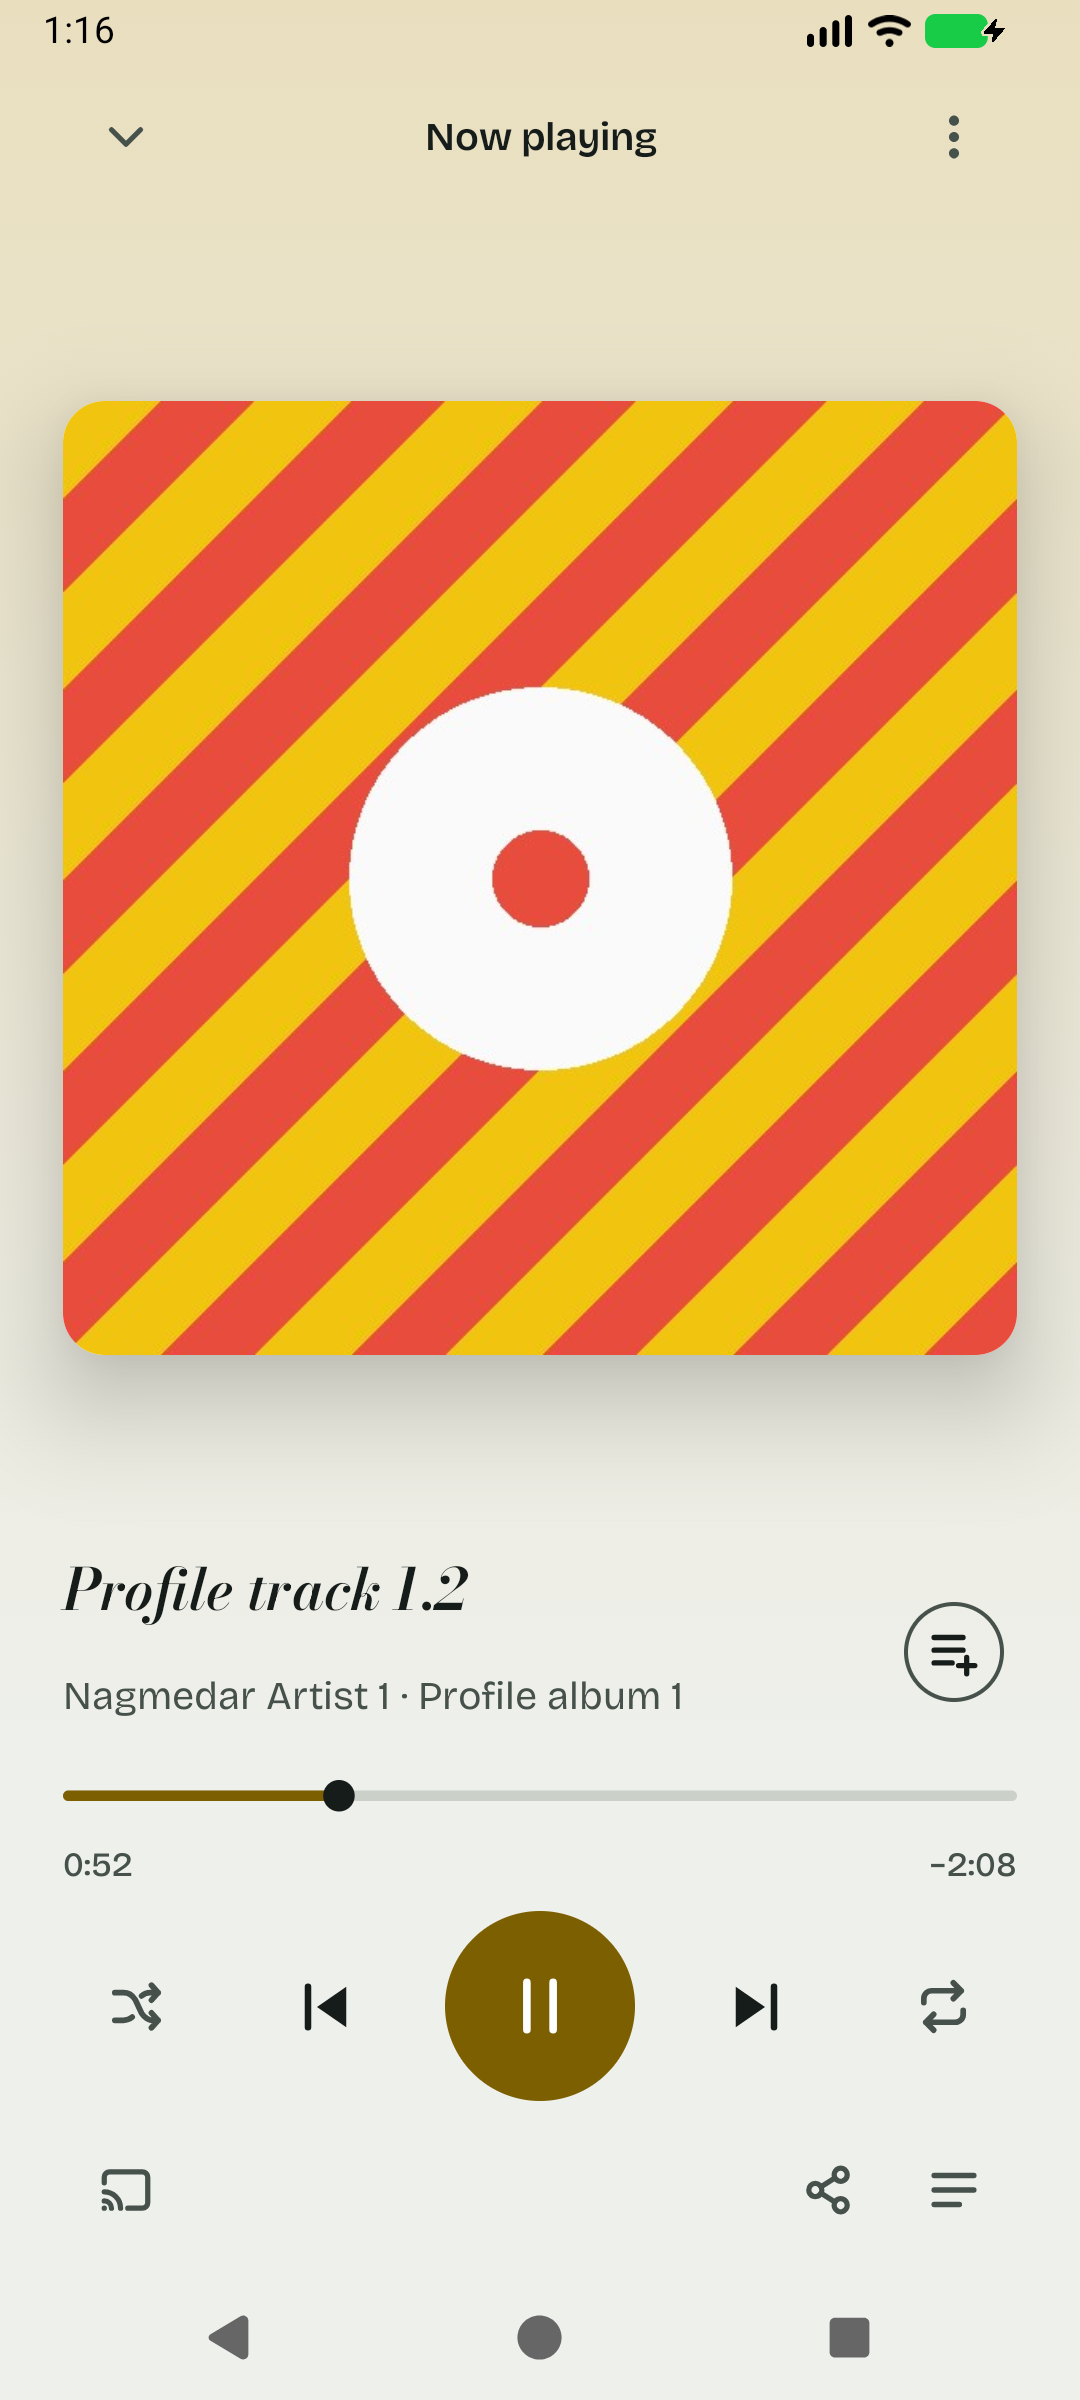 1:16
Now playing
Profile track 1.2
Nagmedar Artist 1 · Profile album 1
0:52
−2:08